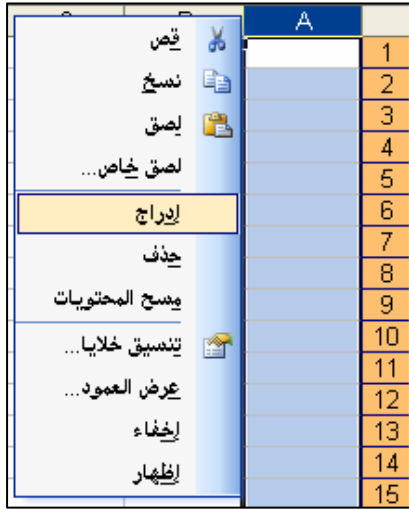 A
قص
نسخ
لصق
لصق خاص...
إدراج
حذف
مسح المحتويات
تنسيق خلايا...
عرض العمود...
إخفاء
إظهار
1
2
3
4
5
6
7
8
9
10
11
12
13
14
15